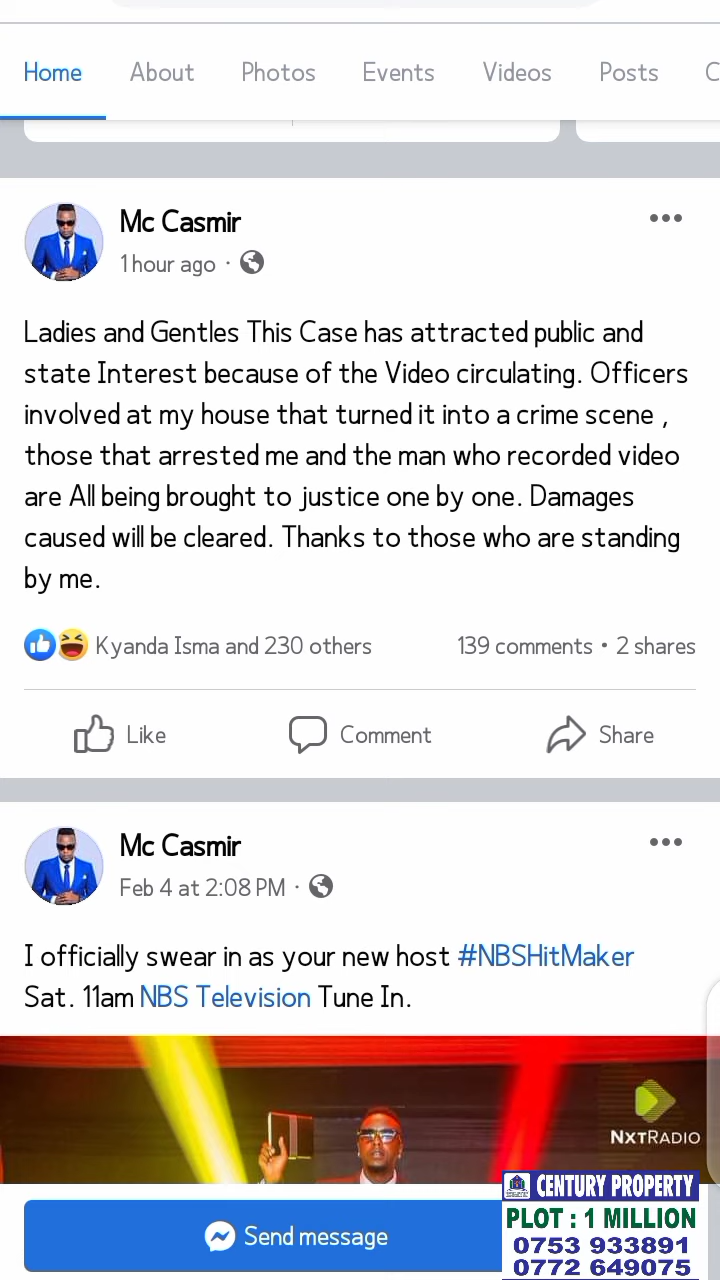 Home About Photos Events Videos Posts C
Mc Casmir
1 hour ago ·
Ladies and Gentles This Case has attracted public and
state Interest because of the Video circulating. Officers
involved at my house that turned it into a crime scene ,
those that arrested me and the man who recorded video
are All being brought to justice one by one. Damages
caused will be cleared. Thanks to those who are standing
by me.
Kyanda Isma and 230 others 139 comments • 2 shares
Like Comment Share
Mc Casmir
Feb 4 at 2:08 PM ·
I officially swear in as your new host #NBSHitMaker
Sat. 11am NBS Television Tune In.
NXTRADIO
Send message
CENTURY PROPERTY
PLOT : 1 MILLION
0753 933891
0772 649075